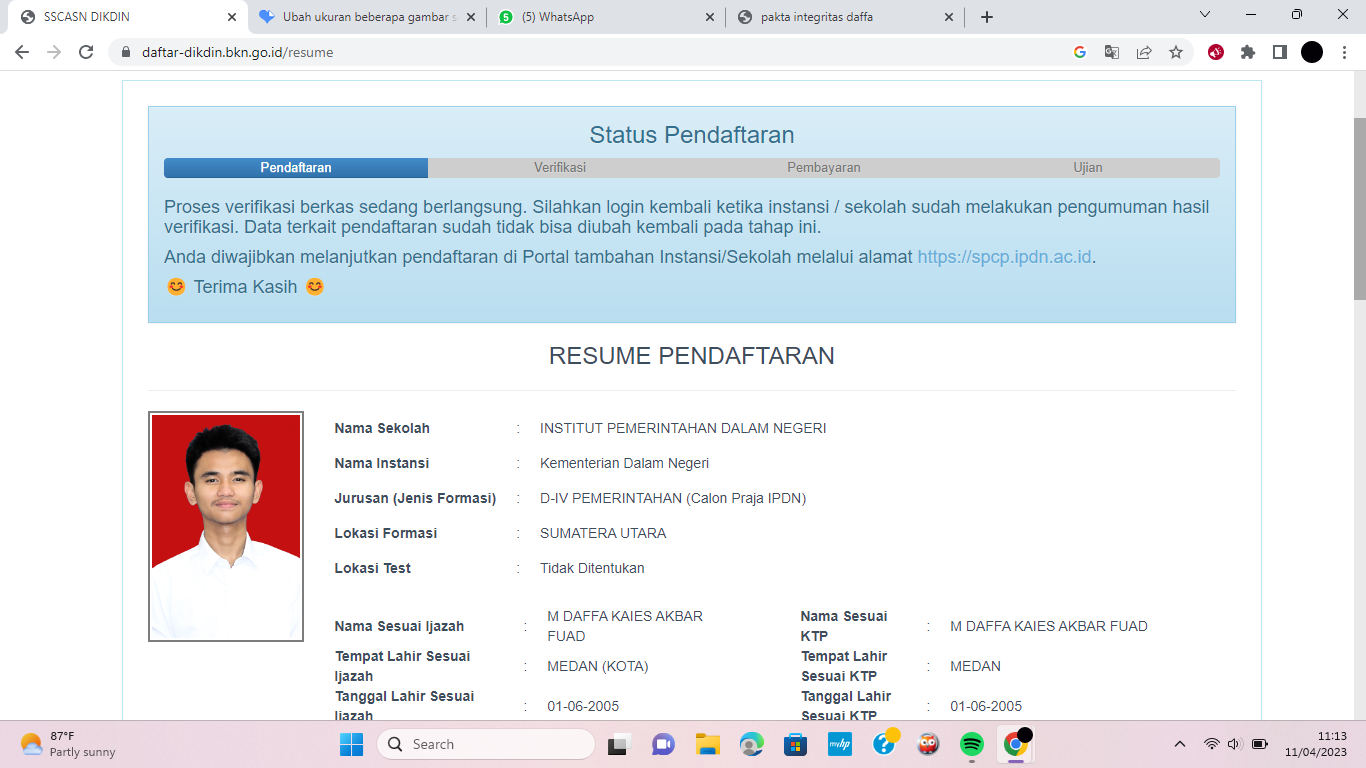 SSCASN DIKDIN
Ubah ukuran beberapa gambar s
(5) WhatsApp
pakta integritas daffa
daftar-dikdin.bkn.go.id/resume
Status Pendaftaran
Pendaftaran Verifikasi Pembayaran Ujian
Proses verifikasi berkas sedang berlangsung. Silahkan login kembali ketika instansi / sekolah sudah melakukan pengumuman hasil
verifikasi. Data terkait pendaftaran sudah tidak bisa diubah kembali pada tahap ini.
Anda diwajibkan melanjutkan pendaftaran di Portal tambahan Instansi/Sekolah melalui alamat https://spcp.ipdn.ac.id.
😊 Terima Kasih 😊
RESUME PENDAFTARAN
Nama Sekolah : INSTITUT PEMERINTAHAN DALAM NEGERI
Nama Instansi : Kementerian Dalam Negeri
Jurusan (Jenis Formasi) : D-IV PEMERINTAHAN (Calon Praja IPDN)
Lokasi Formasi : SUMATERA UTARA
Lokasi Test : Tidak Ditentukan
Nama Sesuai Ijazah : M DAFFA KAIES AKBAR
FUAD
Nama Sesuai
KTP : M DAFFA KAIES AKBAR FUAD
Tempat Lahir Sesuai
Ijazah : MEDAN (KOTA)
Tempat Lahir
Sesuai KTP : MEDAN
Tanggal Lahir Sesuai
Ijazah : 01-06-2005
Tanggal Lahir
Sesuai KTP : 01-06-2005
87°F
Partly sunny
Search
myhp
11:13
11/04/2023